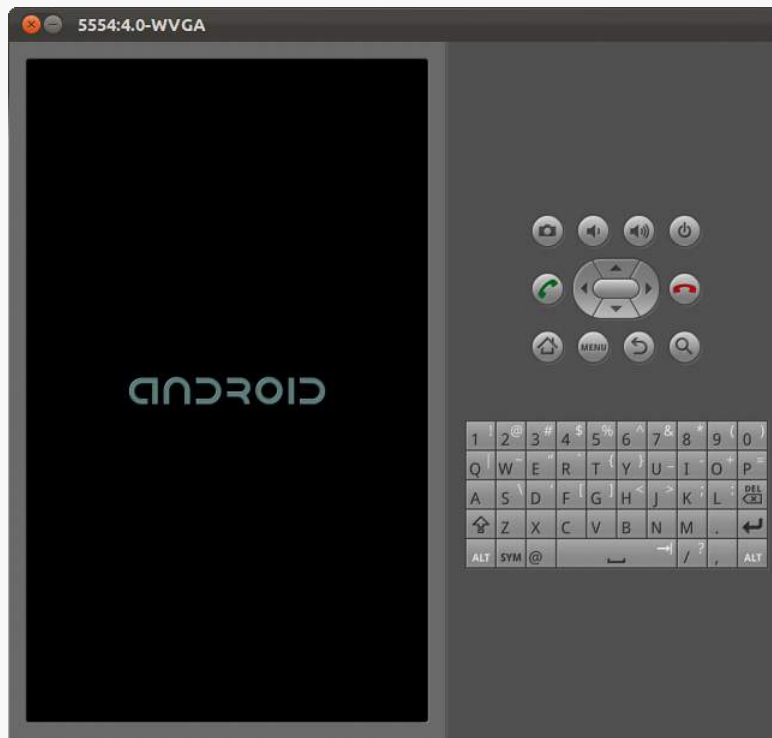 5554:4.0-WVGA
ANDROID
MENU
1 ! 2 @ 3 # 4 $ 5 % 6 ^ 7 & 8 * 9 ( 0 )
Q | W ~ E " R ` T { Y } U _ I - O + P =
A S \ D ' F [ G ] H < J > K ; L : DEL
Z X C V B N M .
ALT SYM @ / ? , ALT